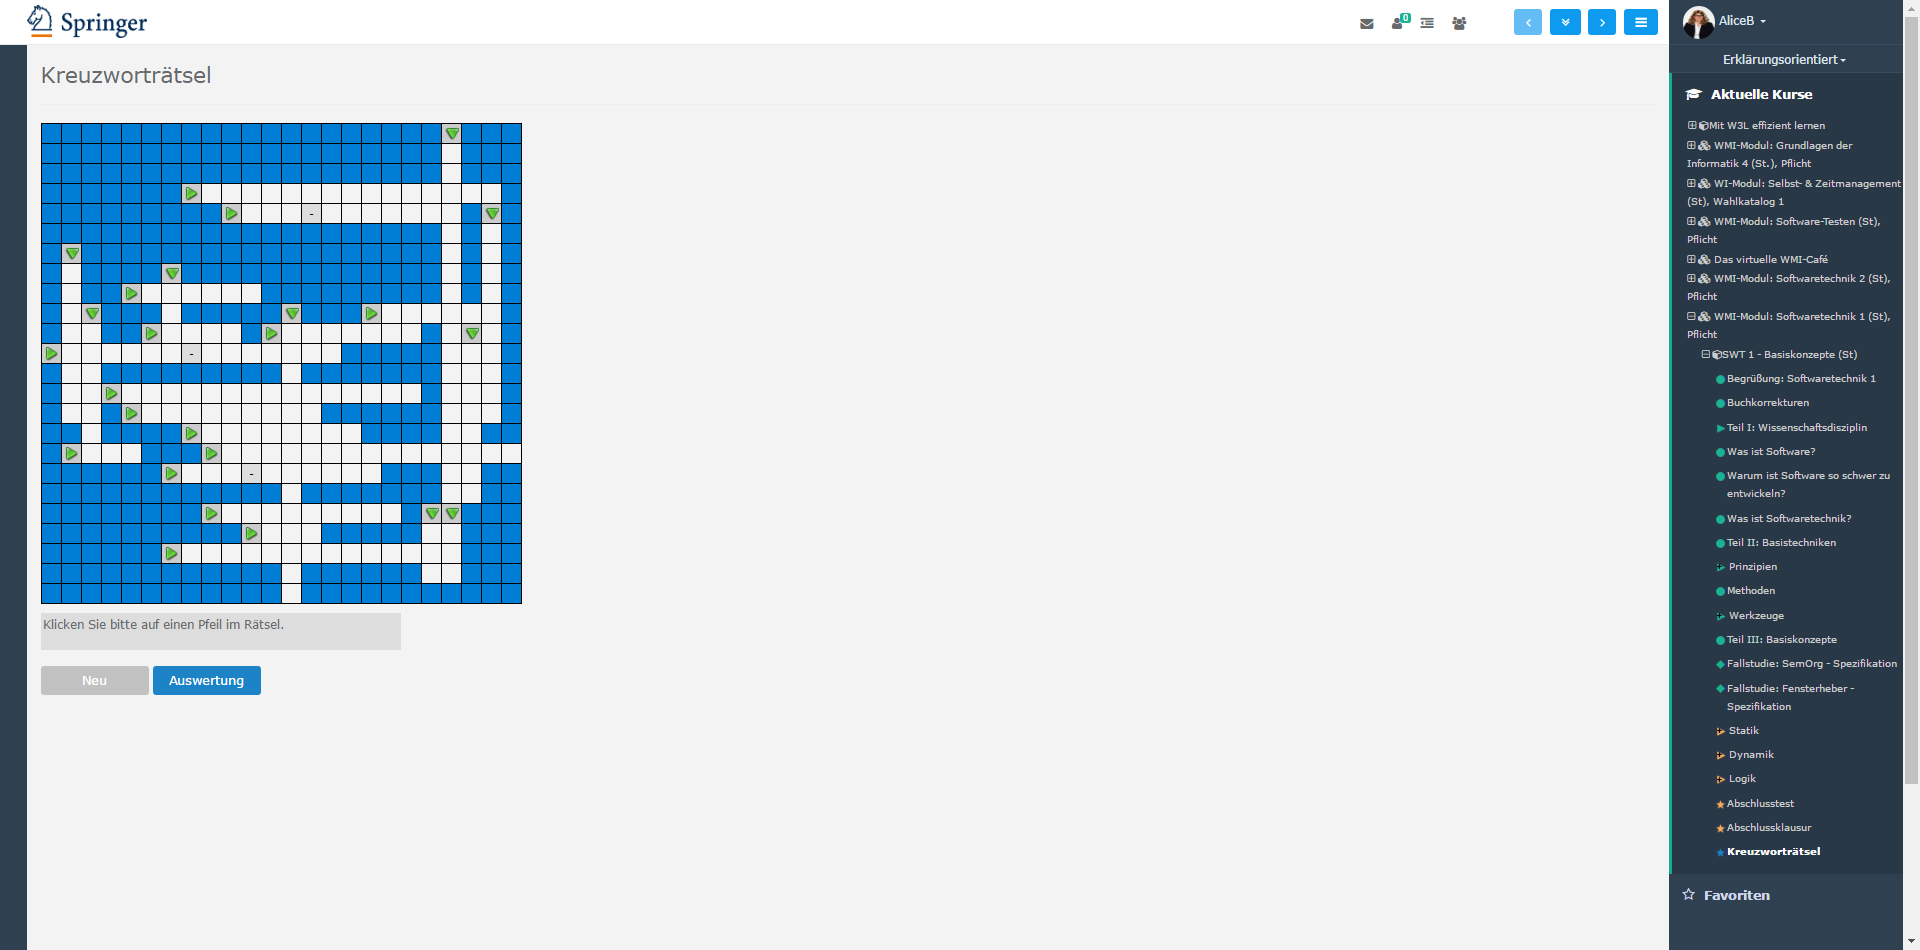 Springer
0
AliceB
Erklärungsorientiert
Kreuzworträtsel
-
-
-
Klicken Sie bitte auf einen Pfeil im Rätsel.
Neu
Auswertung
Aktuelle Kurse
Mit W3L effizient lernen
WMI-Modul: Grundlagen der
Informatik 4 (St.), Pflicht
WI-Modul: Selbst- & Zeitmanagement
(St), Wahlkatalog 1
WMI-Modul: Software-Testen (St),
Pflicht
Das virtuelle WMI-Café
WMI-Modul: Softwaretechnik 2 (St),
Pflicht
WMI-Modul: Softwaretechnik 1 (St),
Pflicht
SWT 1 - Basiskonzepte (St)
Begrüßung: Softwaretechnik 1
Buchkorrekturen
Teil I: Wissenschaftsdisziplin
Was ist Software?
Warum ist Software so schwer zu
entwickeln?
Was ist Softwaretechnik?
Teil II: Basistechniken
Prinzipien
Methoden
Werkzeuge
Teil III: Basiskonzepte
Fallstudie: SemOrg - Spezifikation
Fallstudie: Fensterheber -
Spezifikation
Statik
Dynamik
Logik
Abschlusstest
Abschlussklausur
Kreuzworträtsel
Favoriten